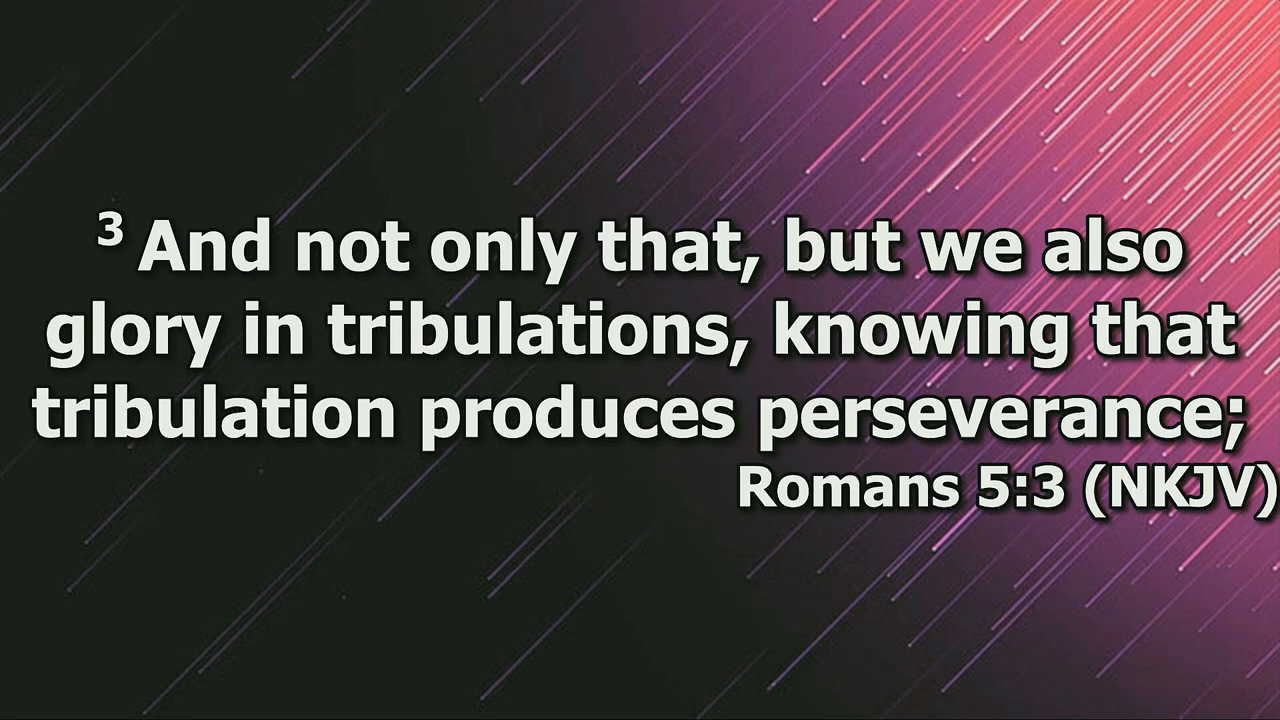 3 And not only that, but we also
glory in tribulations, knowing that
tribulation produces perseverance;
Romans 5:3 (NKJV)